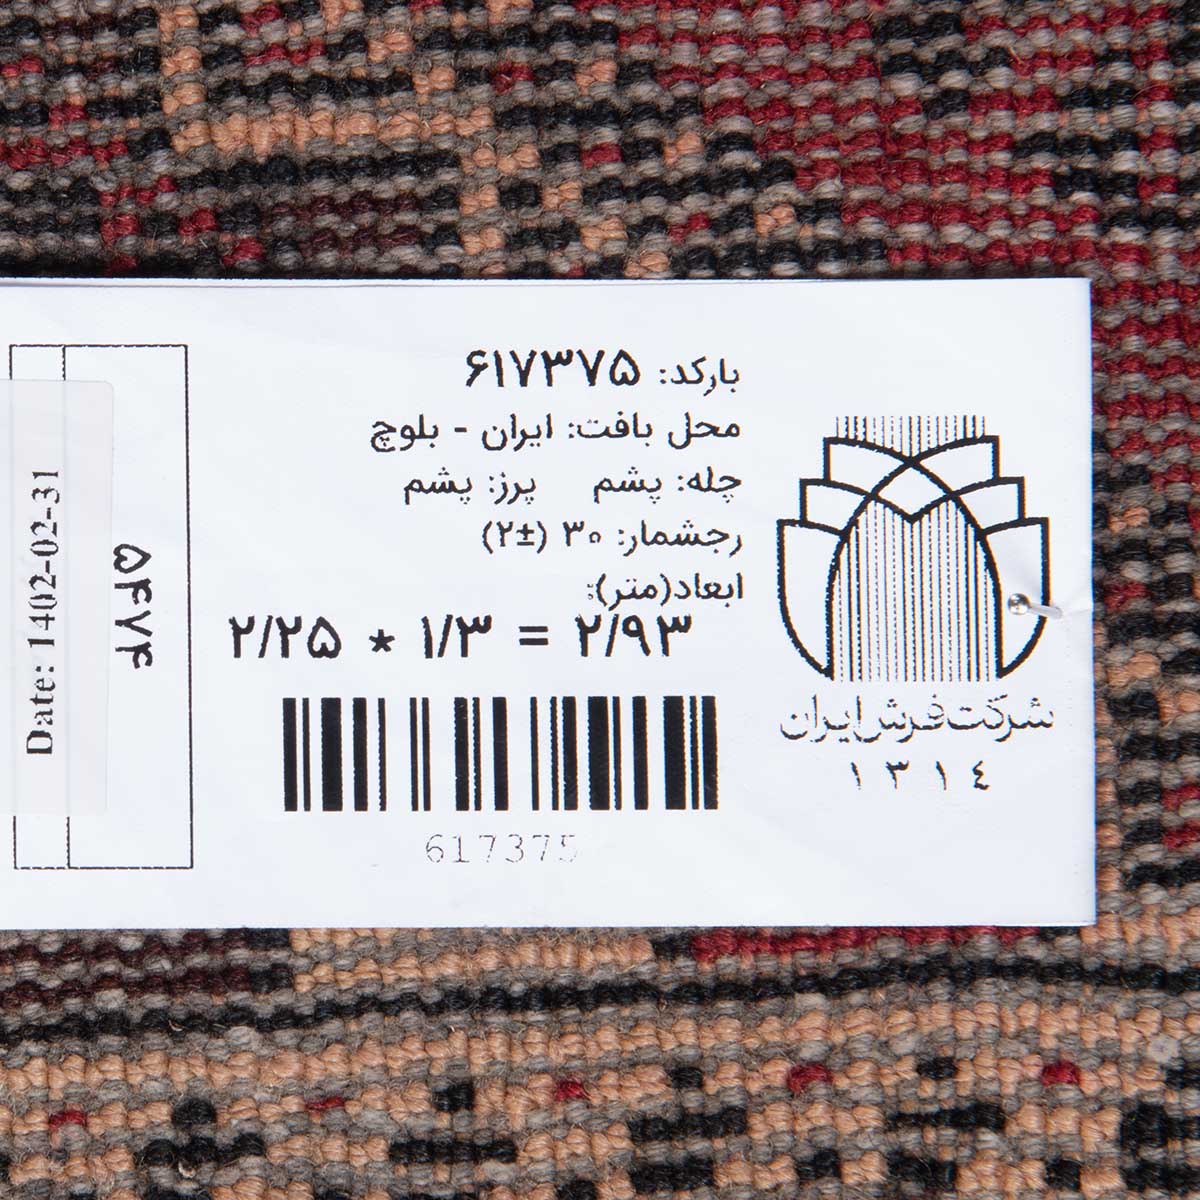 بارکد: ۶۱۷۳۷۵
محل بافت: ایران - بلوچ
چله: پشم پرز: پشم
رجشمار: ۳۰ (±۲)
ابعاد(متر):
۲/۲۵ * ۱/۳ = ۲/۹۳
617375
شرکت فرش ایران
۱۳۱۴
۵۴۷۴
Date: 1402-02-31